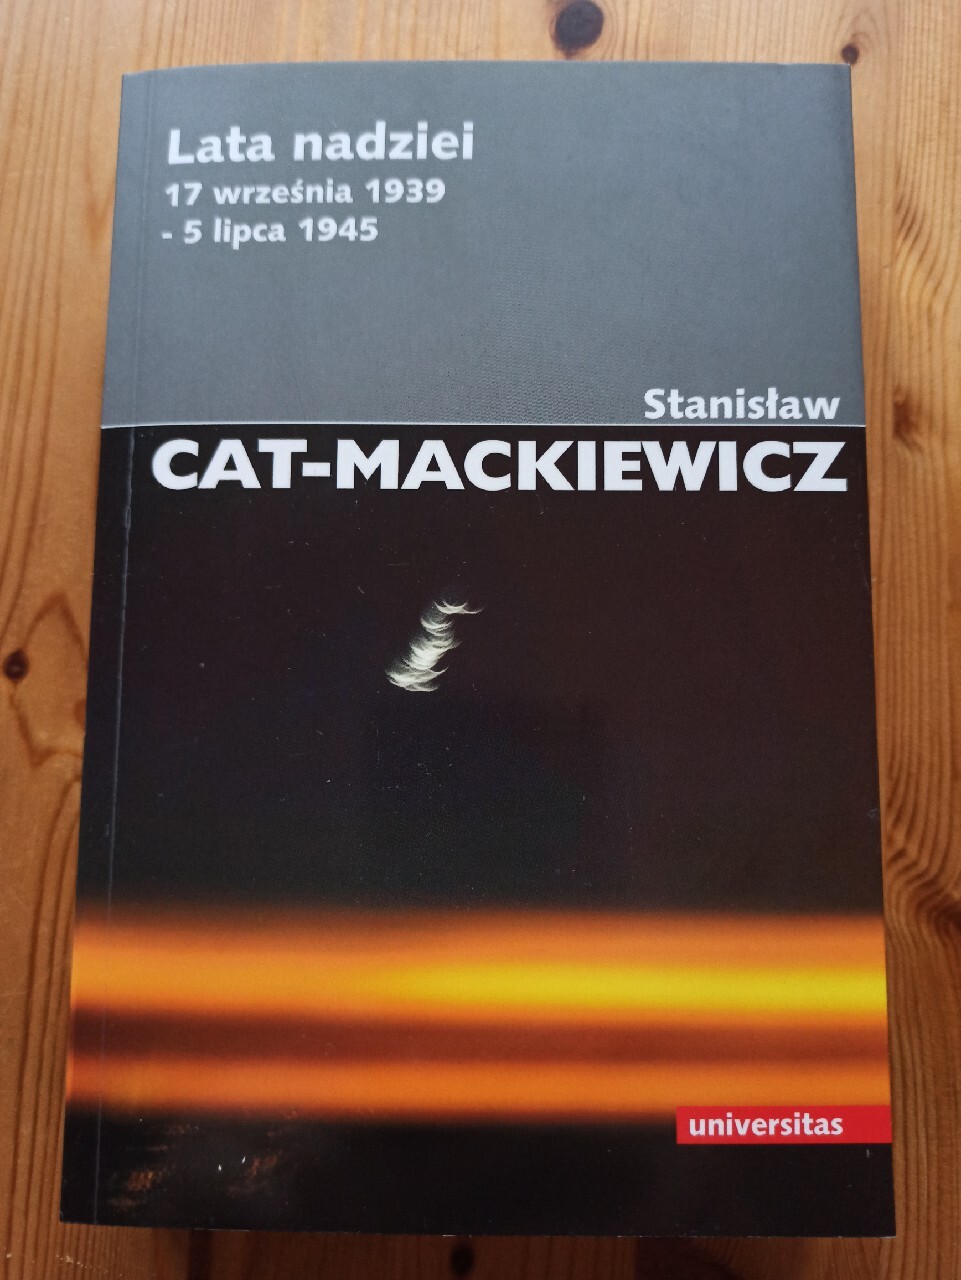 Lata nadziei
17 września 1939
- 5 lipca 1945
Stanisław
CAT-MACKIEWICZ
universitas